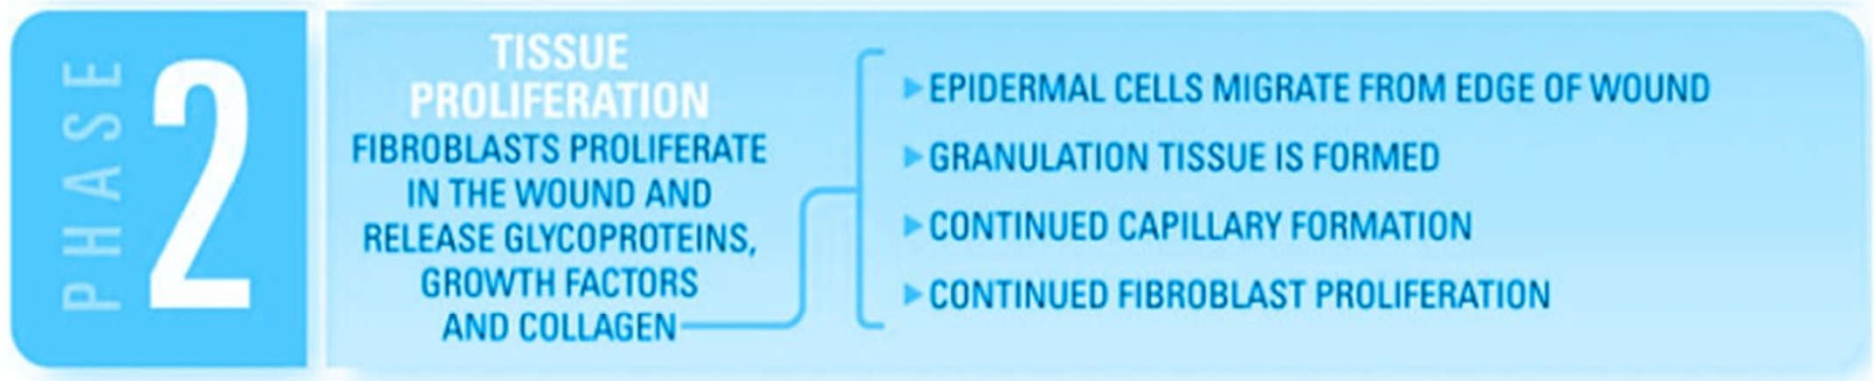 PHASE
2
TISSUE
PROLIFERATION
FIBROBLASTS PROLIFERATE
IN THE WOUND AND
RELEASE GLYCOPROTEINS,
GROWTH FACTORS
AND COLLAGEN
EPIDERMAL CELLS MIGRATE FROM EDGE OF WOUND
GRANULATION TISSUE IS FORMED
CONTINUED CAPILLARY FORMATION
CONTINUED FIBROBLAST PROLIFERATION